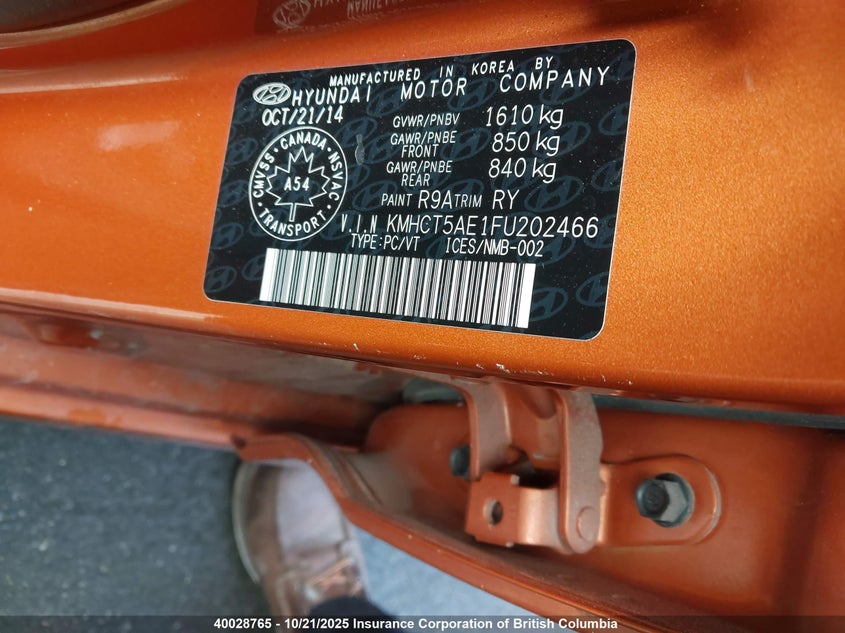 MANUFACTURED IN KOREA BY
HYUNDAI MOTOR COMPANY
OCT/21/14
GVWR/PNBV 1610 kg
GAWR/PNBE FRONT 850 kg
GAWR/PNBE REAR 840 kg
CMVSS · CANADA · NSVAC
A54
TRANSPORT
PAINT R9A TRIM RY
V.I.N KMHCT5AE1FU202466
TYPE:PC/VT ICES/NMB-002
40028765 - 10/21/2025 Insurance Corporation of British Columbia